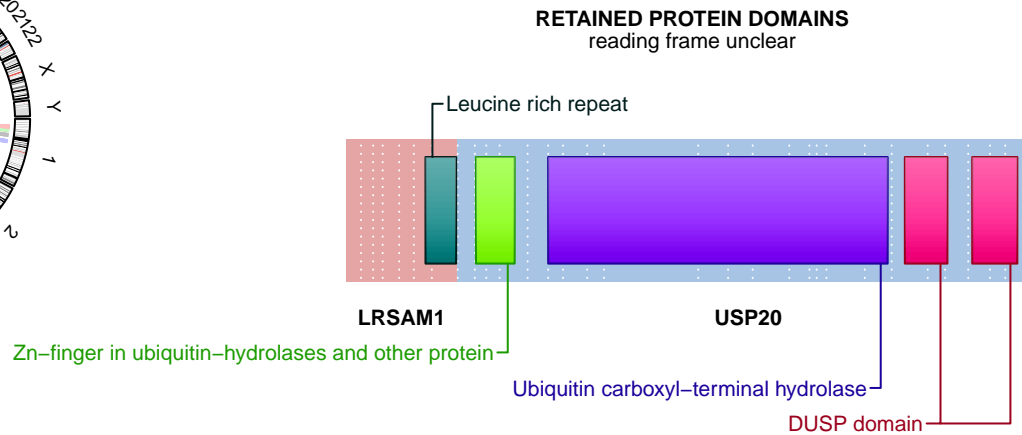 202122
X
Y
1
2
RETAINED PROTEIN DOMAINS
reading frame unclear
Leucine rich repeat
LRSAM1
USP20
Zn−finger in ubiquitin−hydrolases and other protein
Ubiquitin carboxyl−terminal hydrolase
DUSP domain